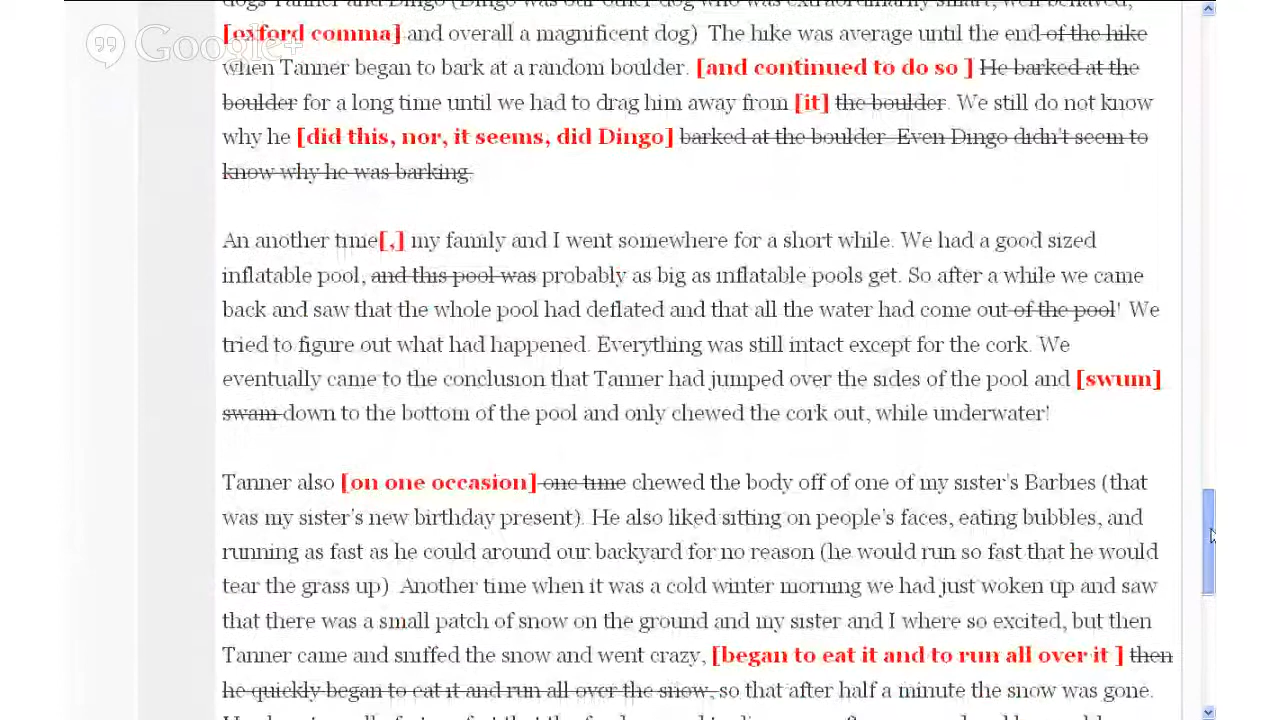 dogs Tanner and Dingo (Dingo was our other dog who was extraordinarily smart, well behaved,
Google+
[oxford comma] and overall a magnificent dog)  The hike was average until the end of the hike
when Tanner began to bark at a random boulder. [and continued to do so ] He barked at the
boulder for a long time until we had to drag him away from [it] the boulder. We still do not know
why he [did this, nor, it seems, did Dingo] barked at the boulder  Even Dingo didn't seem to
know why he was barking.
An another time[,] my family and I went somewhere for a short while. We had a good sized
inflatable pool, and this pool was probably as big as inflatable pools get. So after a while we came
back and saw that the whole pool had deflated and that all the water had come out of the pool! We
tried to figure out what had happened. Everything was still intact except for the cork. We
eventually came to the conclusion that Tanner had jumped over the sides of the pool and [swum]
swam down to the bottom of the pool and only chewed the cork out, while underwater!
Tanner also [on one occasion] one time chewed the body off of one of my sister's Barbies (that
was my sister's new birthday present). He also liked sitting on people's faces, eating bubbles, and
running as fast as he could around our backyard for no reason (he would run so fast that he would
tear the grass up)  Another time when it was a cold winter morning we had just woken up and saw
that there was a small patch of snow on the ground and my sister and I where so excited, but then
Tanner came and sniffed the snow and went crazy, [began to eat it and to run all over it ] then
he quickly began to eat it and run all over the snow, so that after half a minute the snow was gone.